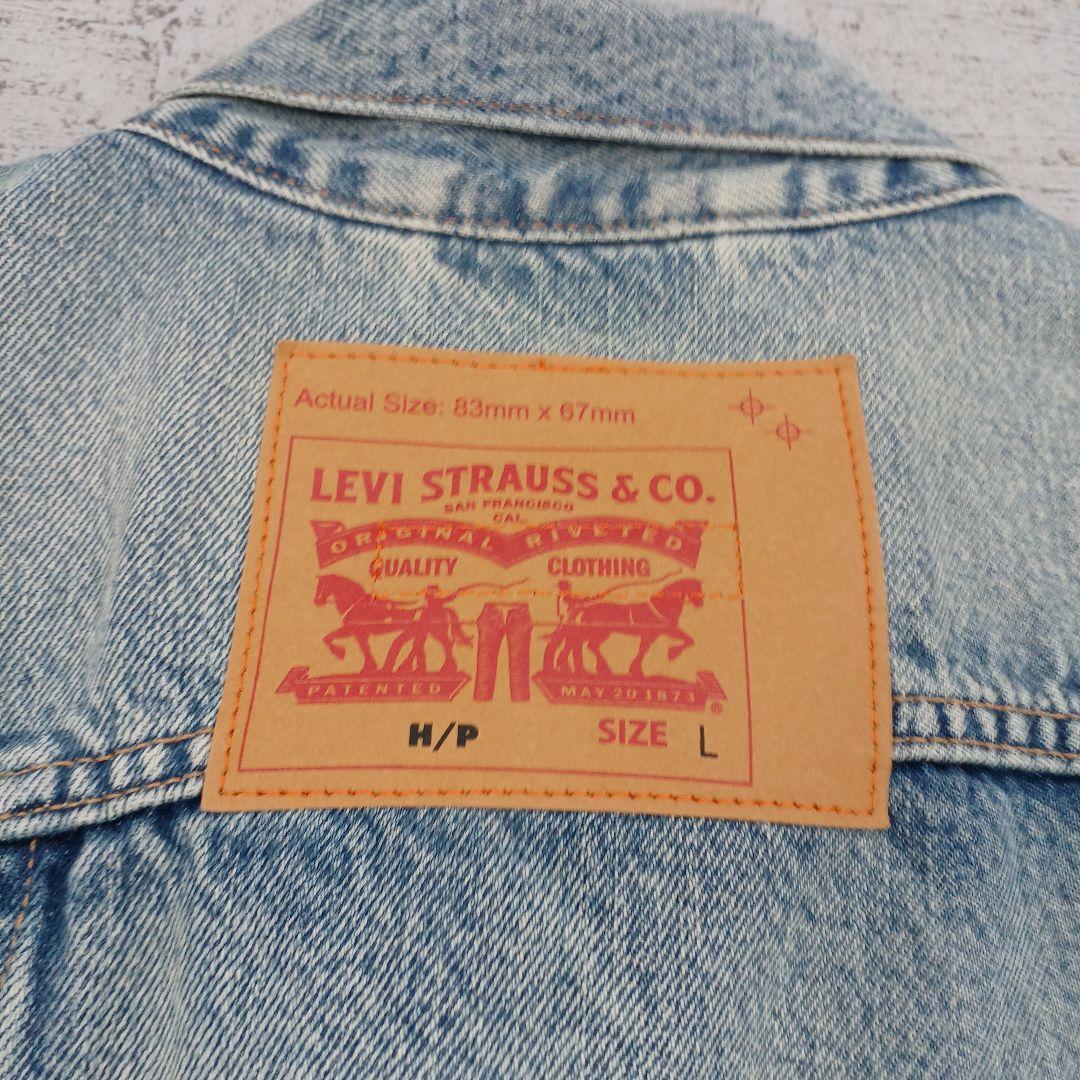 Actual Size: 83mm x 67mm
LEVI STRAUSS & CO.
SAN FRANCISCO
CAL.
ORIGINAL RIVETED
QUALITY CLOTHING
PATENTED MAY 20 1873 ®
H/P SIZE L